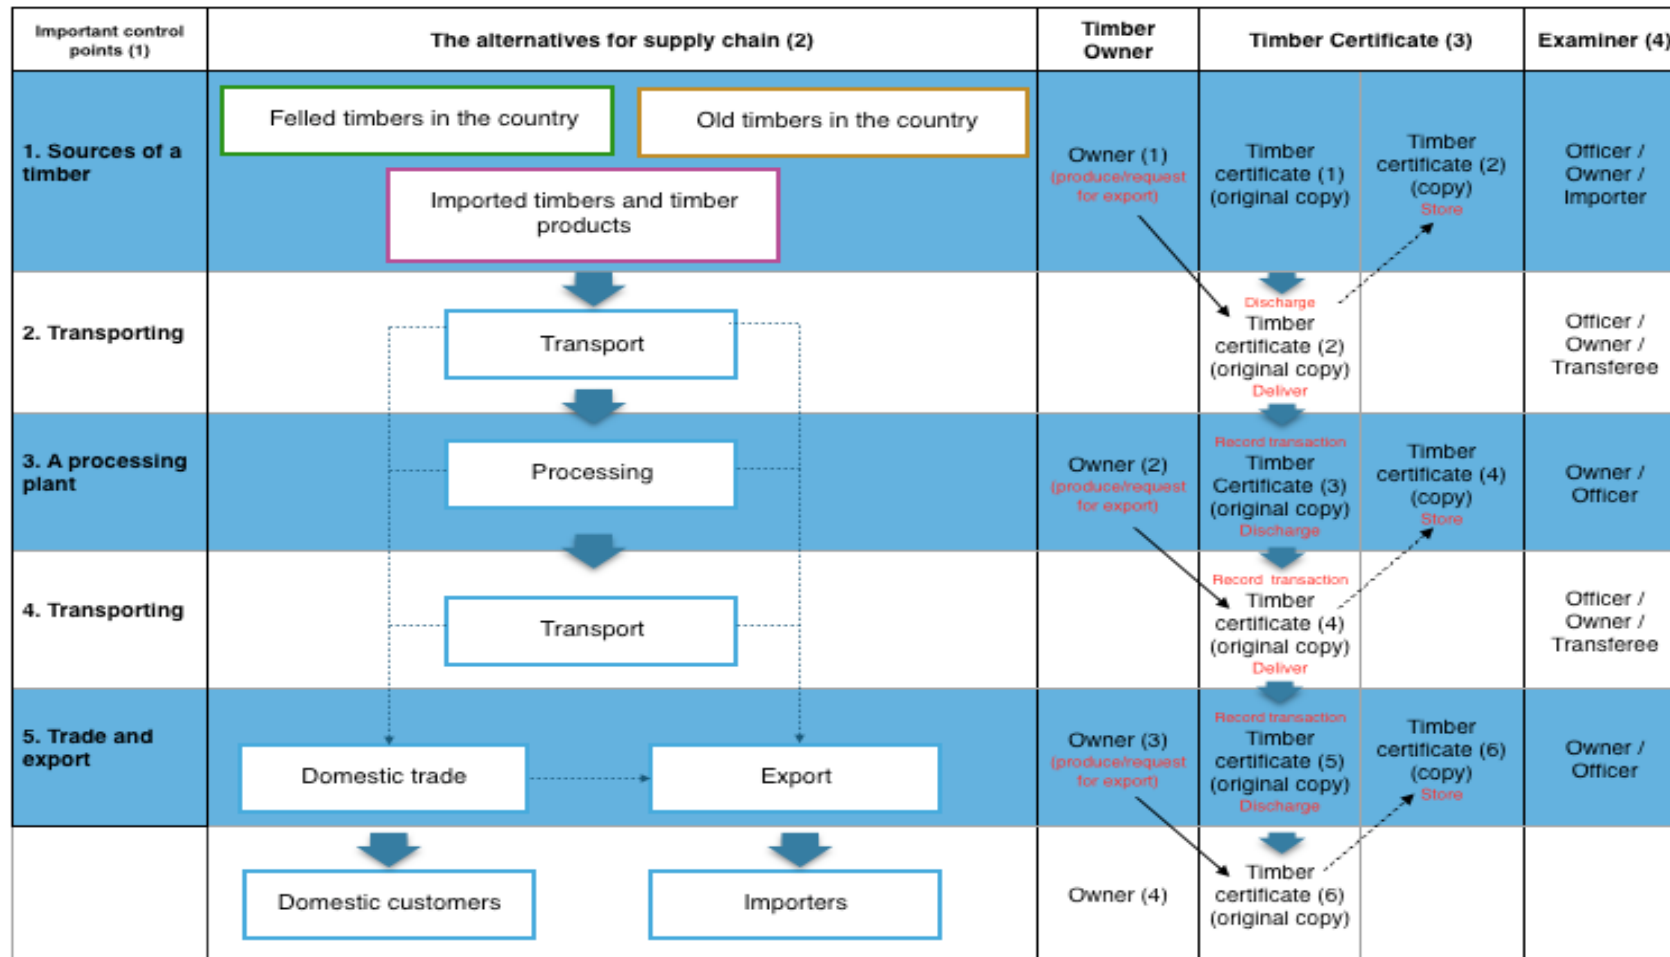 Important control
points (1)
The alternatives for supply chain (2)
Timber
Owner
Timber Certificate (3)
Examiner (4)
1. Sources of a
timber
Felled timbers in the country
Old timbers in the country
Imported timbers and timber
products
Owner (1)
(produce/request
for export)
Timber
certificate (1)
(original copy)
Timber
certificate (2)
(copy)
Store
Officer /
Owner /
Importer
2. Transporting
Transport
Discharge
Timber
certificate (2)
(original copy)
Deliver
Officer /
Owner /
Transferee
3. A processing
plant
Processing
Owner (2)
(produce/request
for export)
Record transaction
Timber
Certificate (3)
(original copy)
Discharge
Timber
certificate (4)
(copy)
Store
Owner /
Officer
4. Transporting
Transport
Record transaction
Timber
certificate (4)
(original copy)
Deliver
Officer /
Owner /
Transferee
5. Trade and
export
Domestic trade
Export
Owner (3)
(produce/request
for export)
Record transaction
Timber
certificate (5)
(original copy)
Discharge
Timber
certificate (6)
(copy)
Store
Owner /
Officer
Domestic customers
Importers
Owner (4)
Timber
certificate (6)
(original copy)